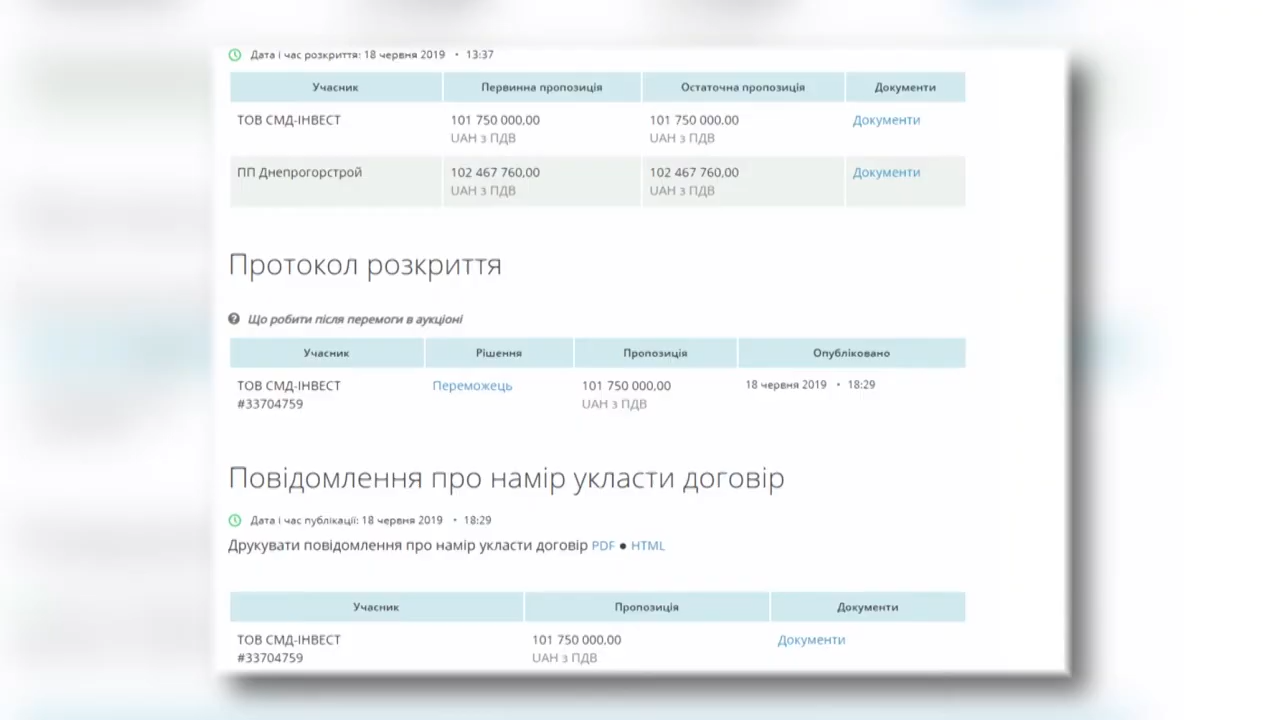 Дата і час розкриття: 18 червня 2019 • 13:37
Учасник Первинна пропозиція Остаточна пропозиція Документи
ТОВ СМД-ІНВЕСТ 101 750 000,00 101 750 000,00 Документи
UAH з ПДВ UAH з ПДВ
ПП Днепрогорстрой 102 467 760,00 102 467 760,00 Документи
UAH з ПДВ UAH з ПДВ
Протокол розкриття
Що робити після перемоги в аукціоні
Учасник Рішення Пропозиція Опубліковано
ТОВ СМД-ІНВЕСТ Переможець 101 750 000,00 18 червня 2019 • 18:29
#33704759 UAH з ПДВ
Повідомлення про намір укласти договір
Дата і час публікації: 18 червня 2019 • 18:29
Друкувати повідомлення про намір укласти договір PDF ● HTML
Учасник Пропозиція Документи
ТОВ СМД-ІНВЕСТ 101 750 000,00 Документи
#33704759 UAH з ПДВ